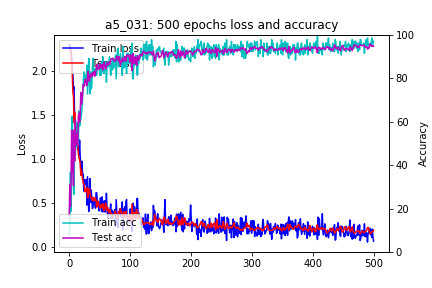 a5_031: 500 epochs loss and accuracy
Train loss
Test loss
Train acc
Test acc
Loss
Accuracy
2.0
1.5
1.0
0.5
0.0
100
80
60
40
20
0
0
100
200
300
400
500